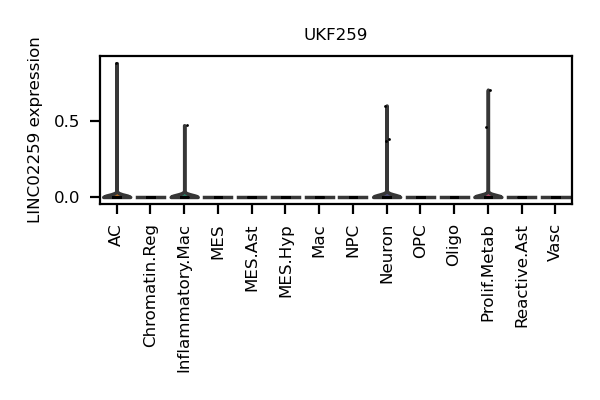 UKF259
LINC02259 expression
0.5
0.0
AC
Chromatin.Reg
Inflammatory.Mac
MES
MES.Ast
MES.Hyp
Mac
NPC
Neuron
OPC
Oligo
Prolif.Metab
Reactive.Ast
Vasc